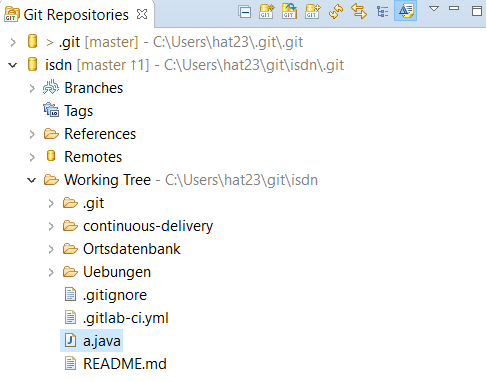 Git Repositories
> .git [master] - C:\Users\hat23\.git\.git
isdn [master ↑1] - C:\Users\hat23\git\isdn\.git
Branches
Tags
References
Remotes
Working Tree - C:\Users\hat23\git\isdn
.git
continuous-delivery
Ortsdatenbank
Uebungen
.gitignore
.gitlab-ci.yml
a.java
README.md